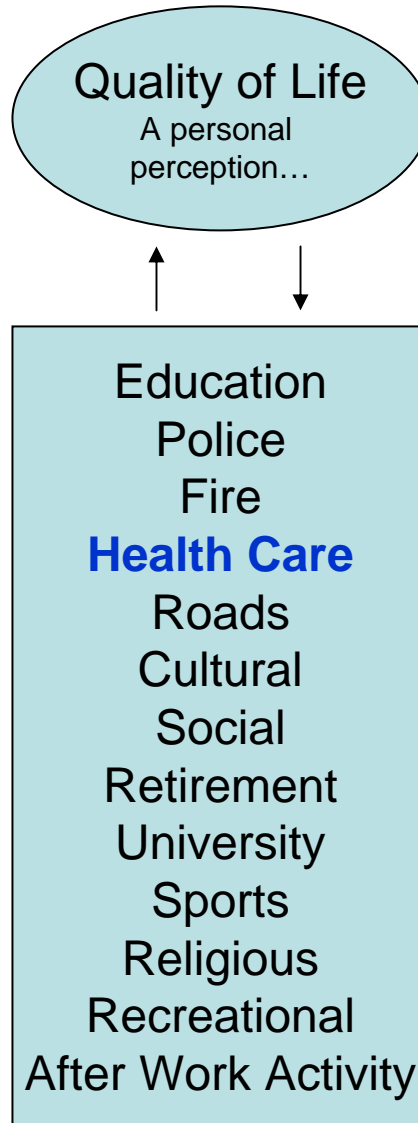 Quality of Life
A personal
perception…
Education
Police
Fire
Health Care
Roads
Cultural
Social
Retirement
University
Sports
Religious
Recreational
After Work Activity